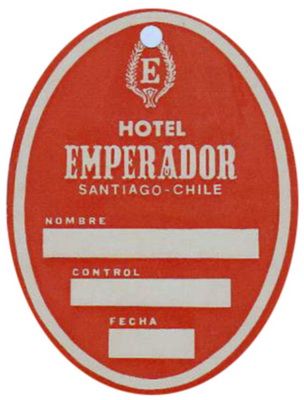 E
HOTEL
EMPERADOR
SANTIAGO-CHILE
NOMBRE
CONTROL
FECHA